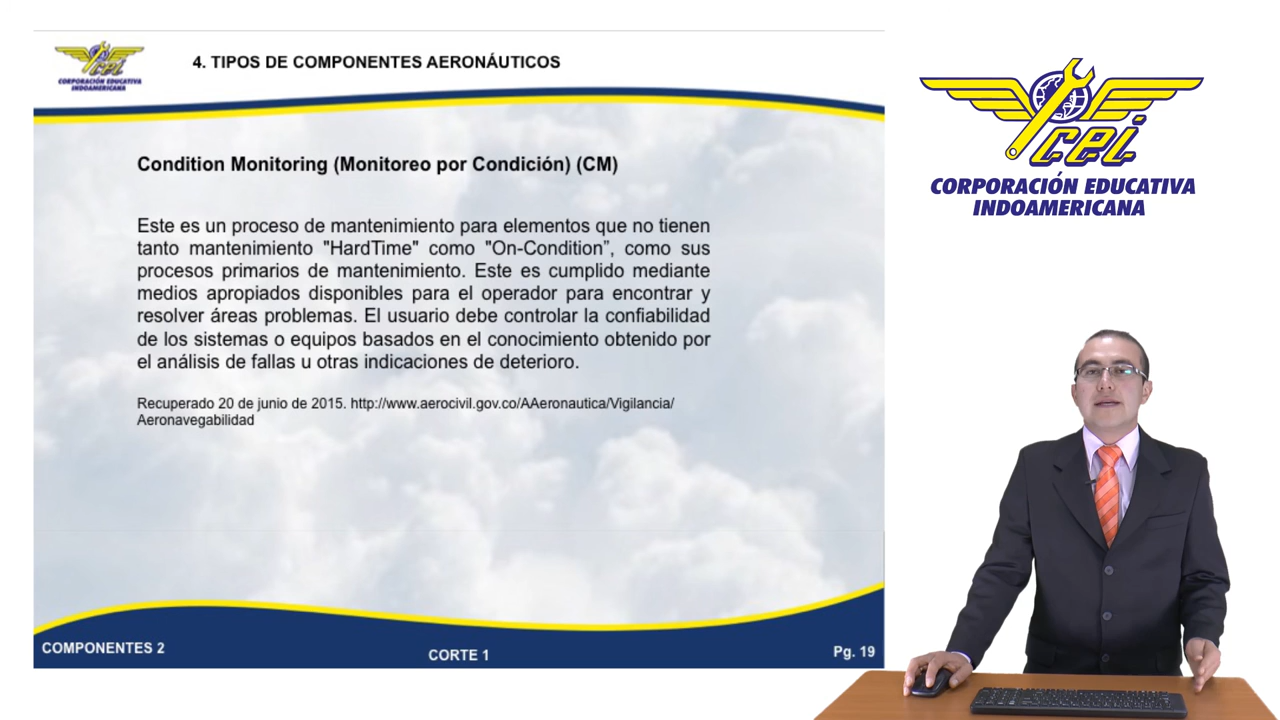 cei
CORPORACIÓN EDUCATIVA
INDOAMERICANA
4. TIPOS DE COMPONENTES AERONÁUTICOS
Condition Monitoring (Monitoreo por Condición) (CM)
Este es un proceso de mantenimiento para elementos que no tienen
tanto mantenimiento "HardTime" como "On-Condition”, como sus
procesos primarios de mantenimiento. Este es cumplido mediante
medios apropiados disponibles para el operador para encontrar y
resolver áreas problemas. El usuario debe controlar la confiabilidad
de los sistemas o equipos basados en el conocimiento obtenido por
el análisis de fallas u otras indicaciones de deterioro.
Recuperado 20 de junio de 2015. http://www.aerocivil.gov.co/AAeronautica/Vigilancia/
Aeronavegabilidad
COMPONENTES 2
CORTE 1
Pg. 19
cei
CORPORACIÓN EDUCATIVA
INDOAMERICANA